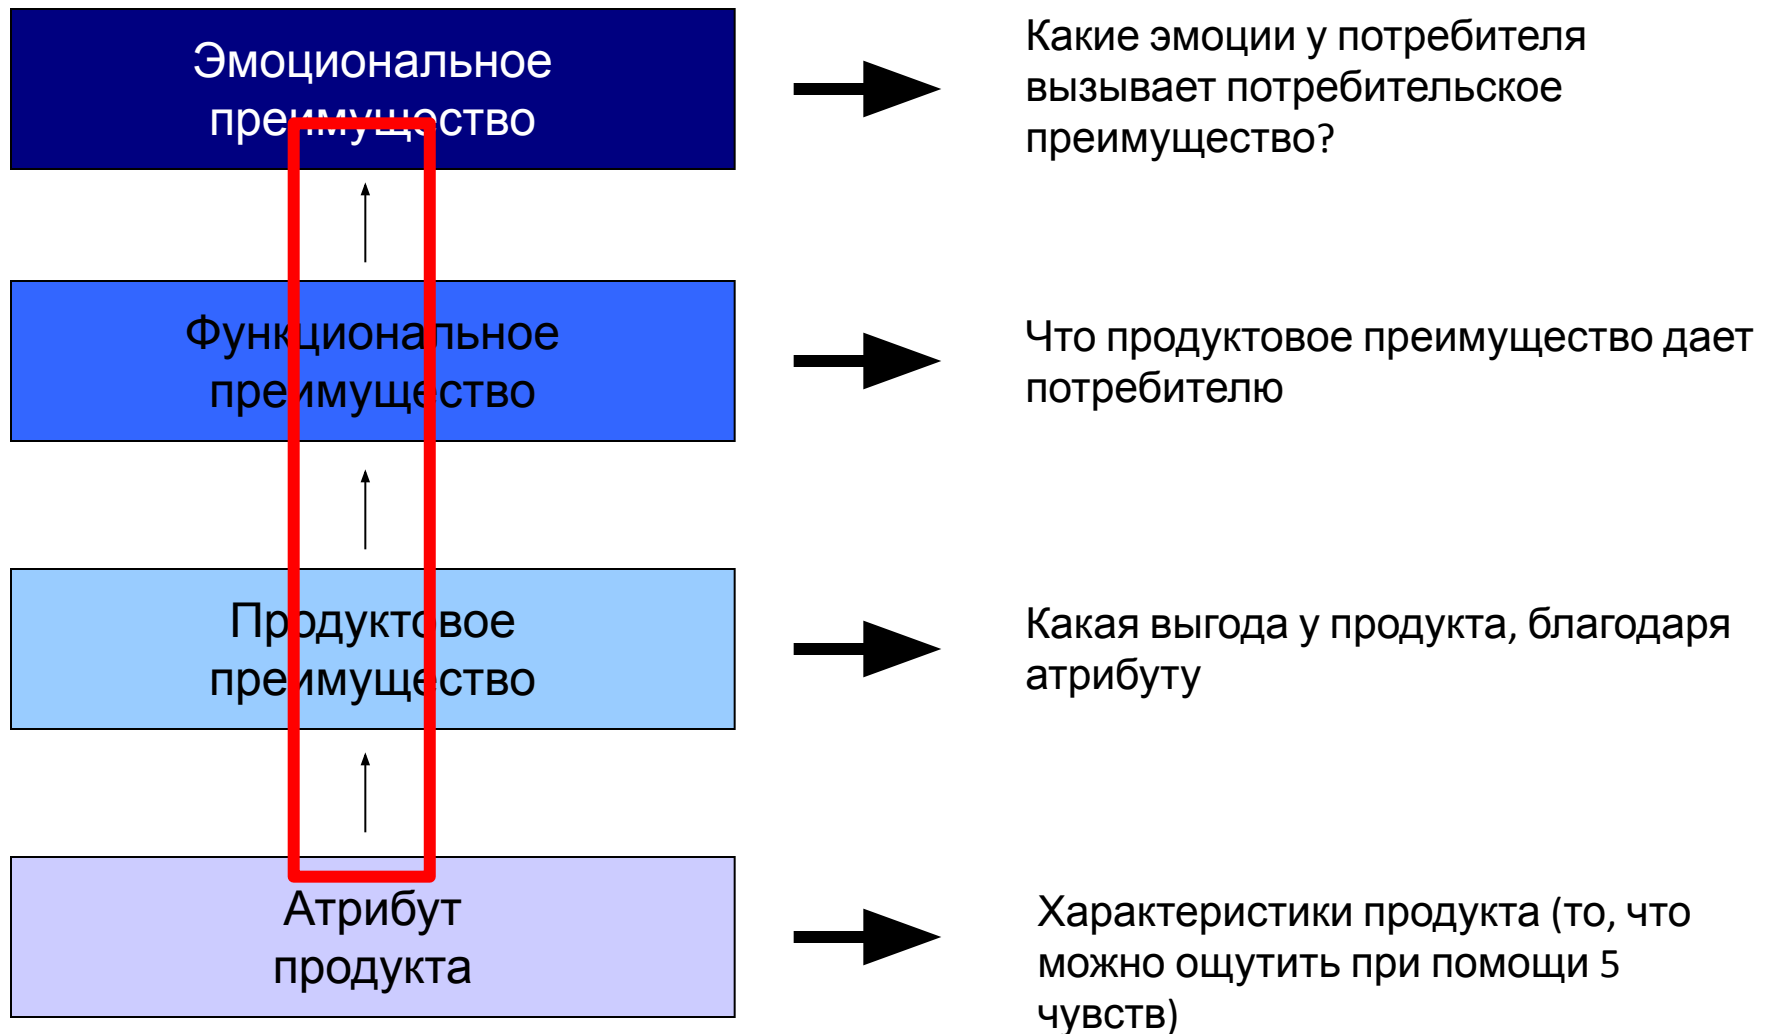 Эмоциональное
преимущество
Какие эмоции у потребителя
вызывает потребительское
преимущество?
Функциональное
преимущество
Что продуктовое преимущество дает
потребителю
Продуктовое
преимущество
Какая выгода у продукта, благодаря
атрибуту
Атрибут
продукта
Характеристики продукта (то, что
можно ощутить при помощи 5
чувств)